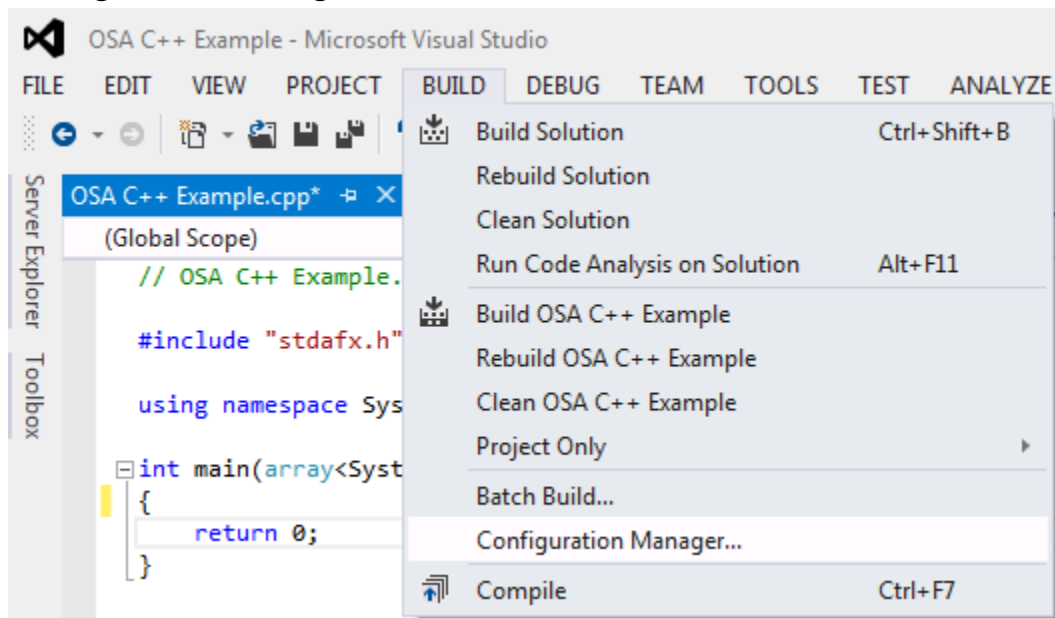 OSA C++ Example - Microsoft Visual Studio
FILE EDIT VIEW PROJECT BUILD DEBUG TEAM TOOLS TEST ANALYZE
Server Explorer
Toolbox
OSA C++ Example.cpp*
(Global Scope)
// OSA C++ Example.
#include "stdafx.h"
using namespace Sys
int main(array<Syst
{
return 0;
}
Build Solution Ctrl+Shift+B
Rebuild Solution
Clean Solution
Run Code Analysis on Solution Alt+F11
Build OSA C++ Example
Rebuild OSA C++ Example
Clean OSA C++ Example
Project Only
Batch Build...
Configuration Manager...
Compile Ctrl+F7